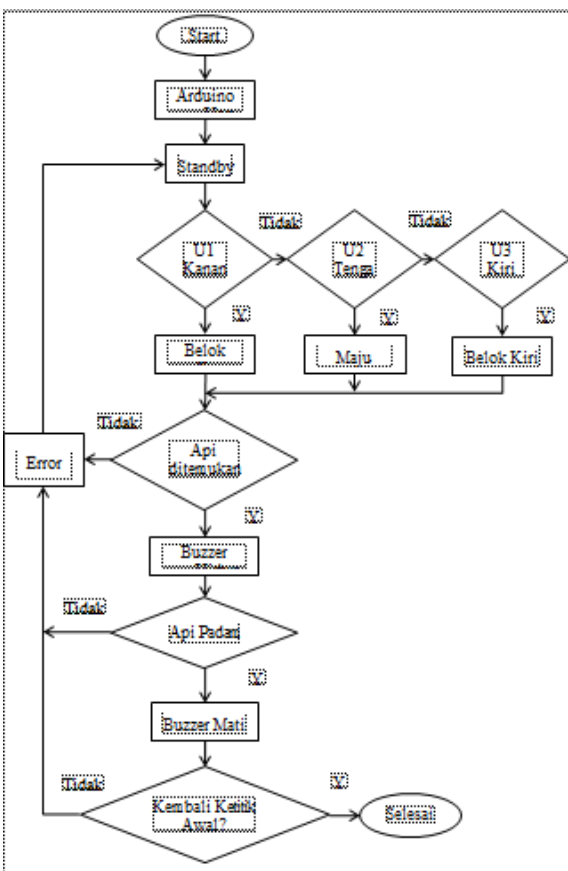 Start
Arduino
Standby
U1
Kanan
Tidak
U2
Tenga
Tidak
U3
Kiri
Y
Y
Y
Belok
Maju
Belok Kiri
Tidak
Api
ditemukan
Error
Y
Buzzer
Tidak
Api Padam
Y
Buzzer Mati
Tidak
Kembali Ketitik
Awal?
Y
Selesai